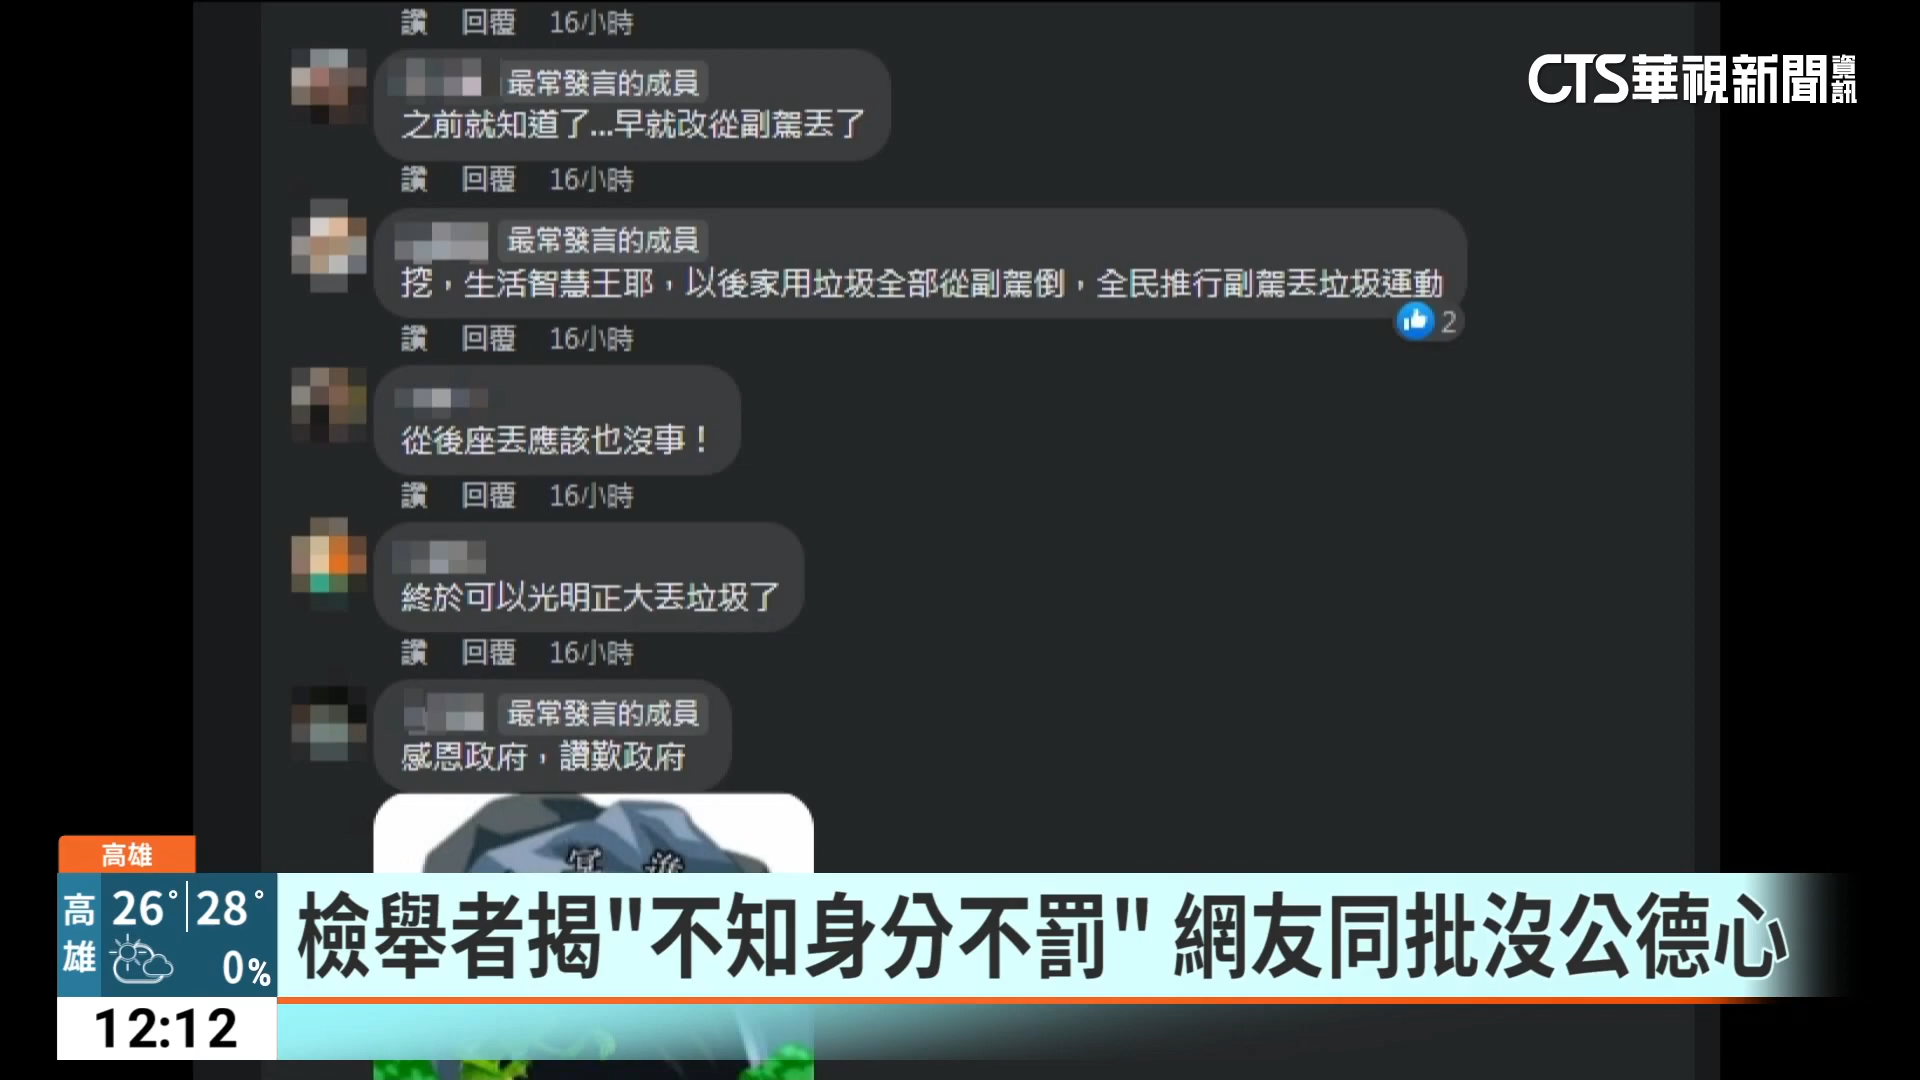 讚 回覆 16小時
CTS華視新聞資訊
最常發言的成員
之前就知道了...早就改從副駕丟了
讚 回覆 16小時
最常發言的成員
挖，生活智慧王耶，以後家用垃圾全部從副駕倒，全民推行副駕丟垃圾運動
2
讚 回覆 16小時
從後座丟應該也沒事！
讚 回覆 16小時
終於可以光明正大丟垃圾了
讚 回覆 16小時
最常發言的成員
感恩政府，讚歎政府
高雄
高雄
26°|28°
0%
12:12
檢舉者揭"不知身分不罰" 網友同批沒公德心